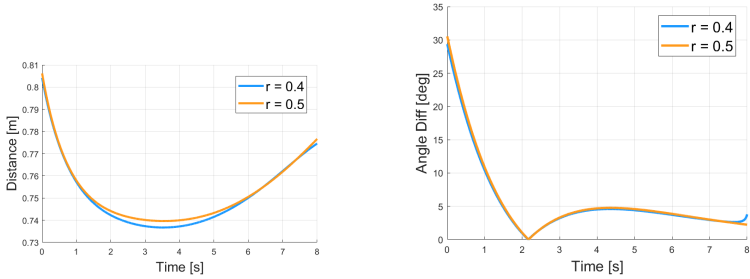 0.81
0.8
0.79
0.78
0.77
0.76
0.75
0.74
0.73
Distance [m]
0 1 2 3 4 5 6 7 8
Time [s]
r = 0.4
r = 0.5
35
30
25
20
15
10
5
0
Angle Diff [deg]
0 1 2 3 4 5 6 7 8
Time [s]
r = 0.4
r = 0.5